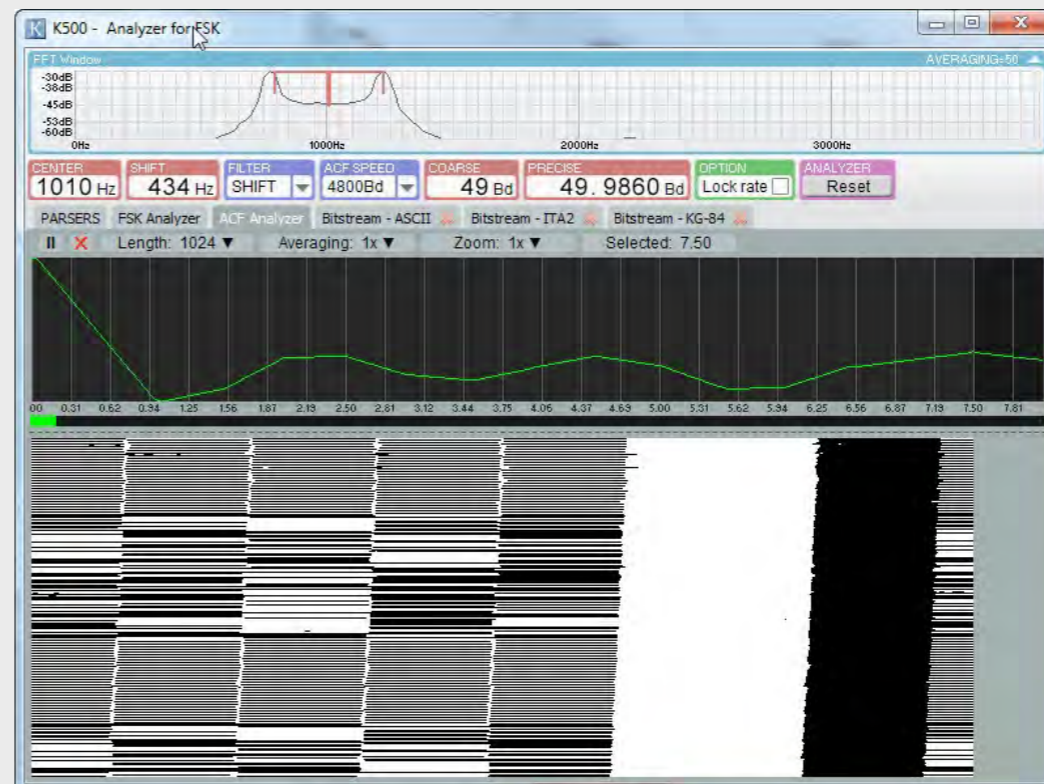 K500 - Analyzer for FSK
FFT Window AVERAGING=50
-30dB
-38dB
-45dB
-53dB
-60dB
0Hz 1000Hz 2000Hz 3000Hz
CENTER SHIFT FILTER ACF SPEED COARSE PRECISE OPTION ANALYZER
1010 Hz 434 Hz SHIFT 4800Bd 49 Bd 49.9860 Bd Lock rate Reset
PARSERS FSK Analyzer ACF Analyzer Bitstream - ASCII Bitstream - ITA2 Bitstream - KG-84
Length: 1024 ▼ Averaging: 1x ▼ Zoom: 1x ▼ Selected: 7.50
00 0.31 0.62 0.94 1.25 1.56 1.87 2.19 2.50 2.81 3.12 3.44 3.75 4.06 4.37 4.69 5.00 5.31 5.62 5.94 6.25 6.56 6.87 7.19 7.50 7.81